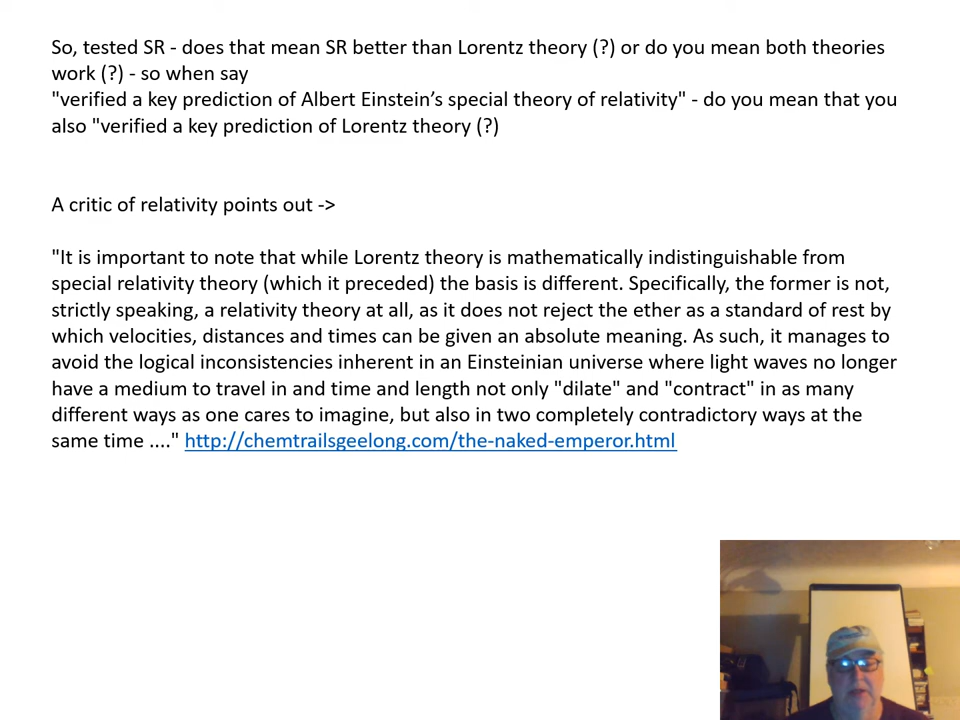 So, tested SR - does that mean SR better than Lorentz theory (?) or do you mean both theories
work (?) - so when say
"verified a key prediction of Albert Einstein’s special theory of relativity" - do you mean that you
also "verified a key prediction of Lorentz theory (?)
A critic of relativity points out ->
"It is important to note that while Lorentz theory is mathematically indistinguishable from
special relativity theory (which it preceded) the basis is different. Specifically, the former is not,
strictly speaking, a relativity theory at all, as it does not reject the ether as a standard of rest by
which velocities, distances and times can be given an absolute meaning. As such, it manages to
avoid the logical inconsistencies inherent in an Einsteinian universe where light waves no longer
have a medium to travel in and time and length not only "dilate" and "contract" in as many
different ways as one cares to imagine, but also in two completely contradictory ways at the
same time ...." http://chemtrailsgeelong.com/the-naked-emperor.html